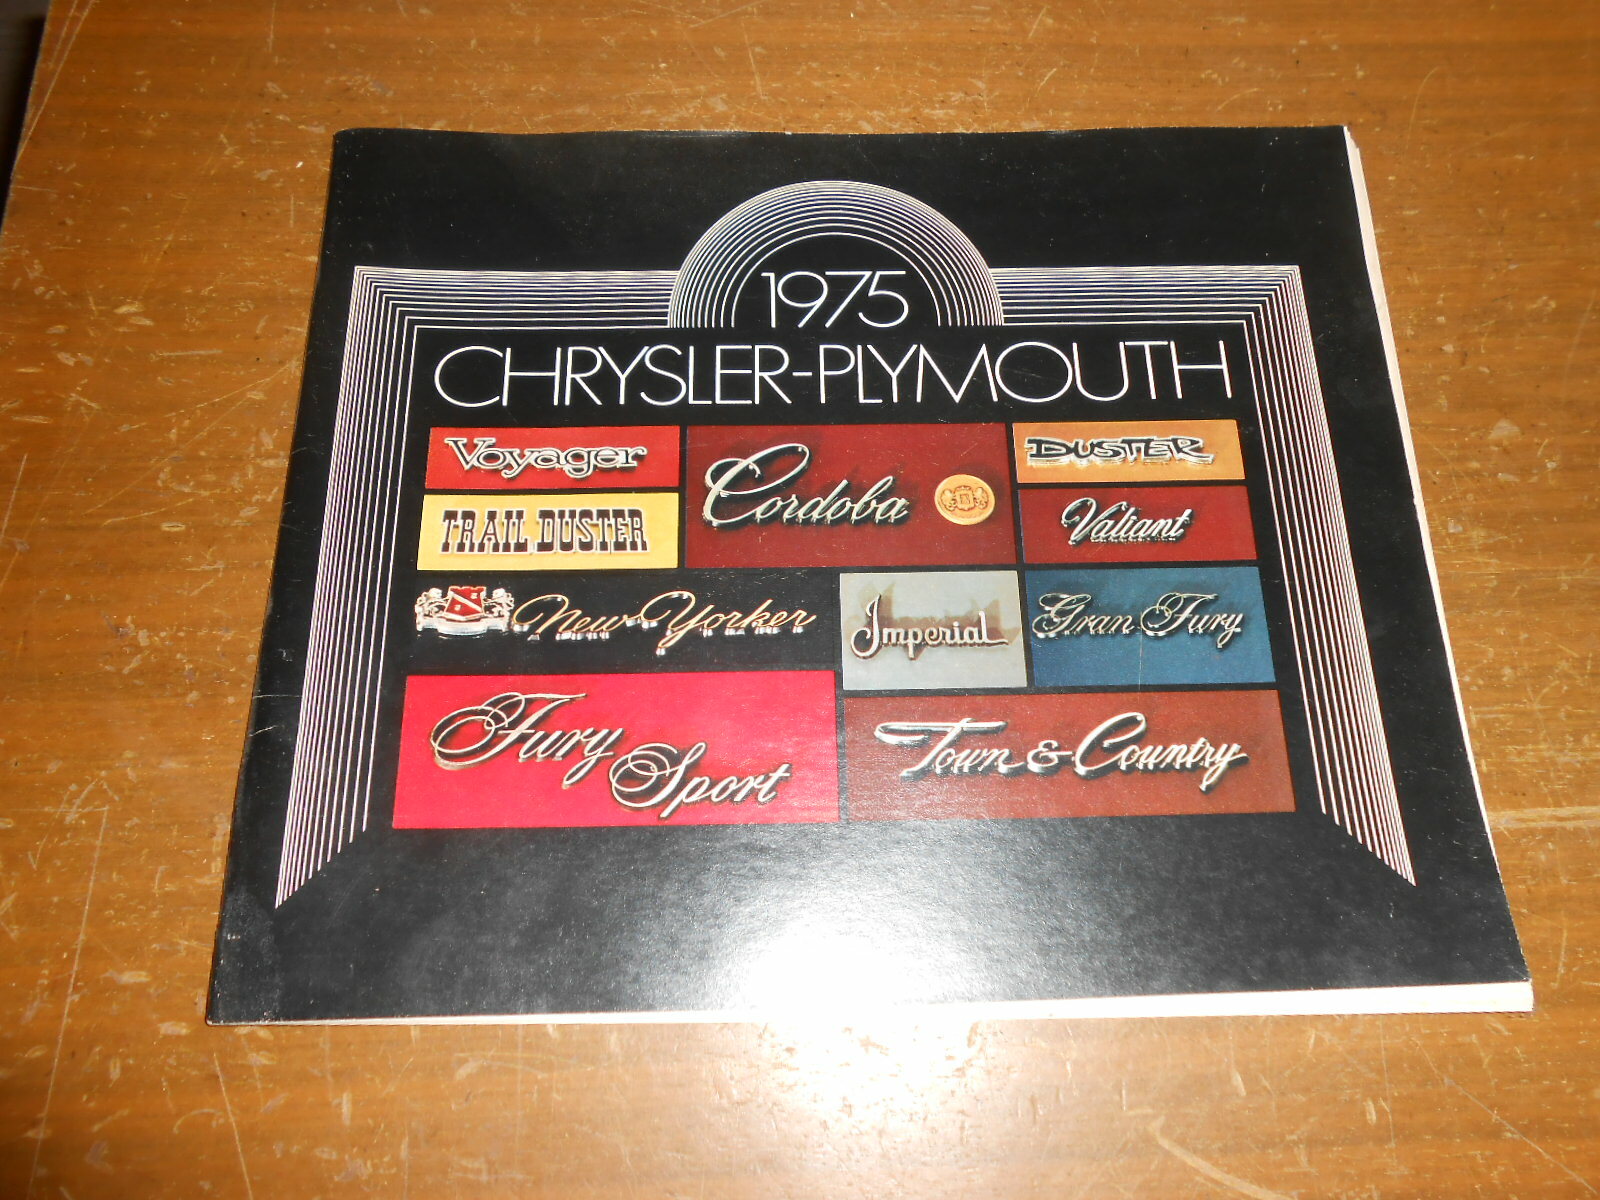 1975
CHRYSLER-PLYMOUTH
Voyager
Cordoba
DUSTER
TRAIL DUSTER
Valiant
New Yorker
Imperial
Gran Fury
Fury
Sport
Town & Country